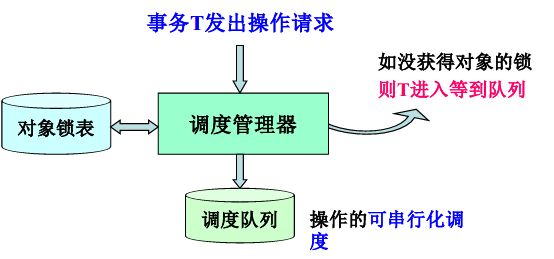 事务T发出操作请求
如没获得对象的锁
则T进入等到队列
对象锁表
调度管理器
调度队列
操作的可串行化调
度